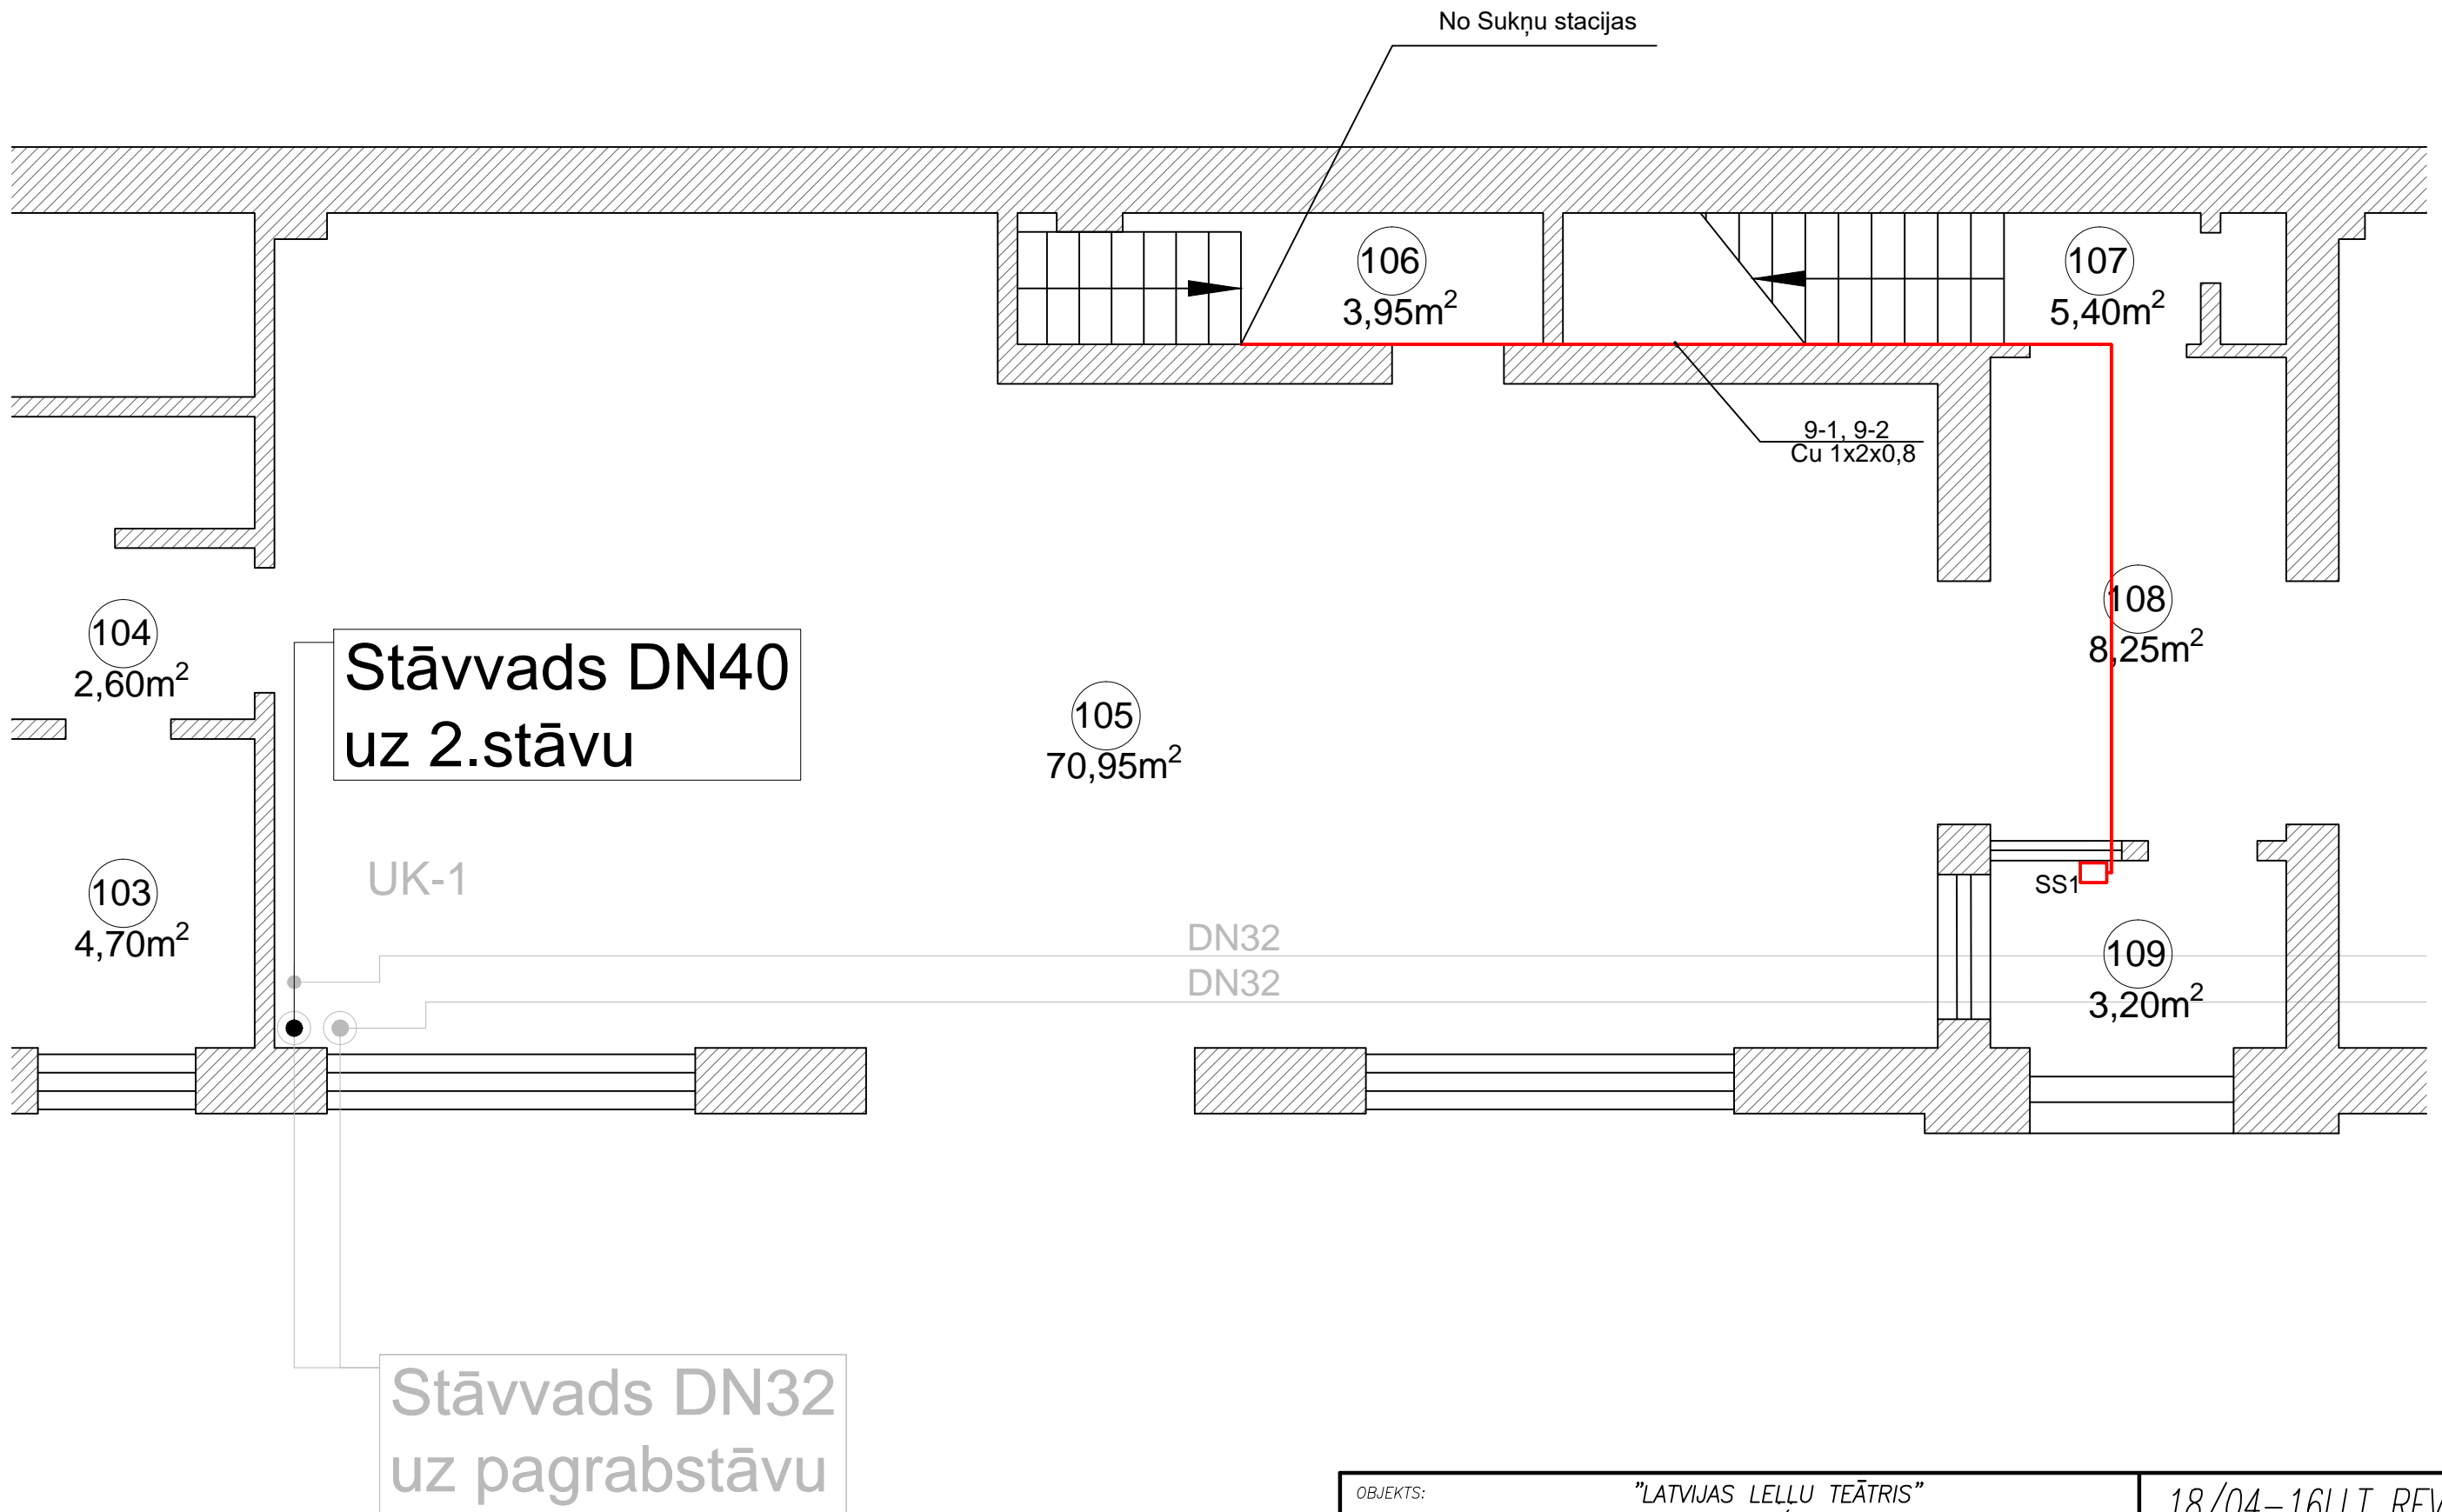 No Sukņu stacijas
106
3,95m²
107
5,40m²
9-1, 9-2
Cu 1x2x0,8
104
2,60m²
108
8,25m²
Stāvvads DN40
uz 2.stāvu
105
70,95m²
UK-1
103
4,70m²
SS1
DN32
DN32
109
3,20m²
Stāvvads DN32
uz pagrabstāvu
OBJEKTS:
"LATVIJAS LEĻĻU TEĀTRIS"